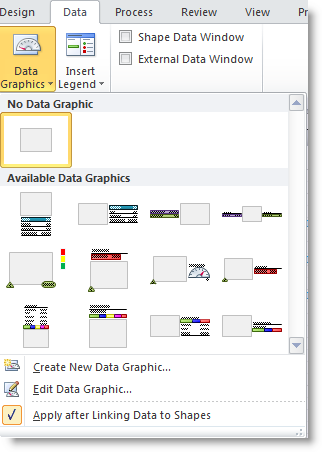 Design Data Process Review View
Data Graphics
Insert Legend
Shape Data Window
External Data Window
No Data Graphic
Available Data Graphics
Create New Data Graphic...
Edit Data Graphic...
Apply after Linking Data to Shapes